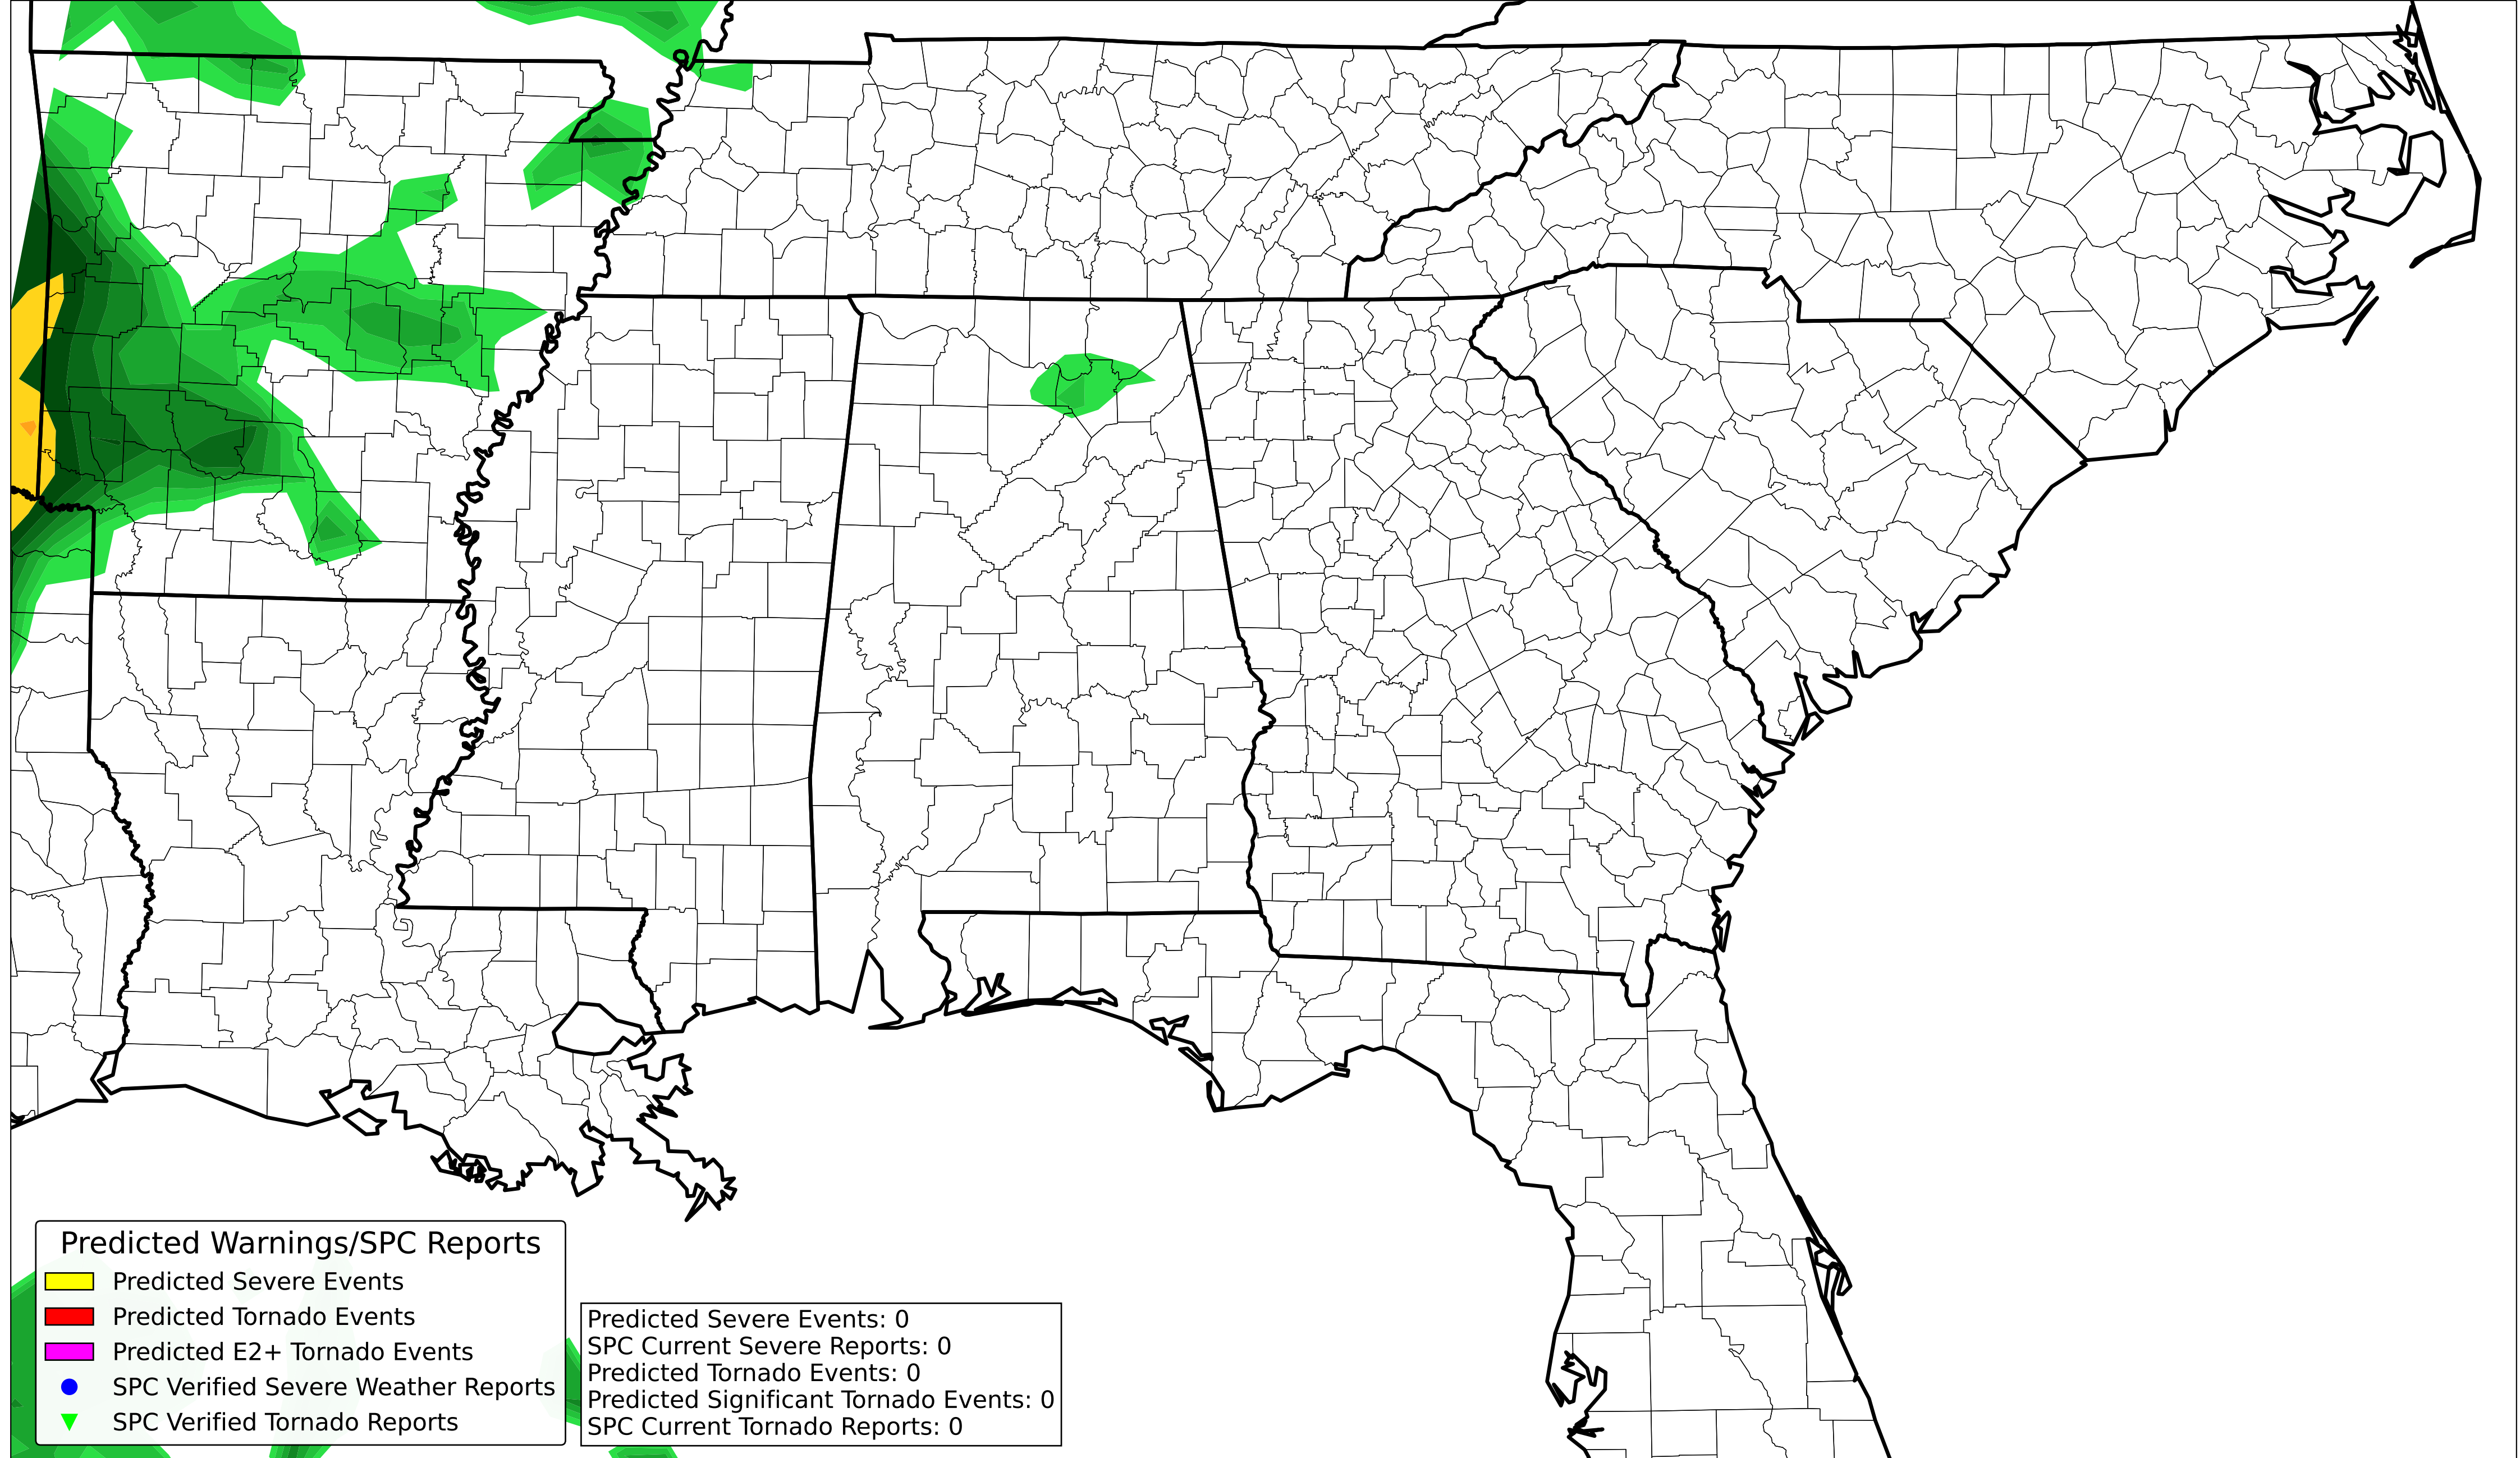 Predicted Warnings/SPC Reports
Predicted Severe Events
Predicted Tornado Events
Predicted E2+ Tornado Events
SPC Verified Severe Weather Reports
SPC Verified Tornado Reports
Predicted Severe Events: 0
SPC Current Severe Reports: 0
Predicted Tornado Events: 0
Predicted Significant Tornado Events: 0
SPC Current Tornado Reports: 0